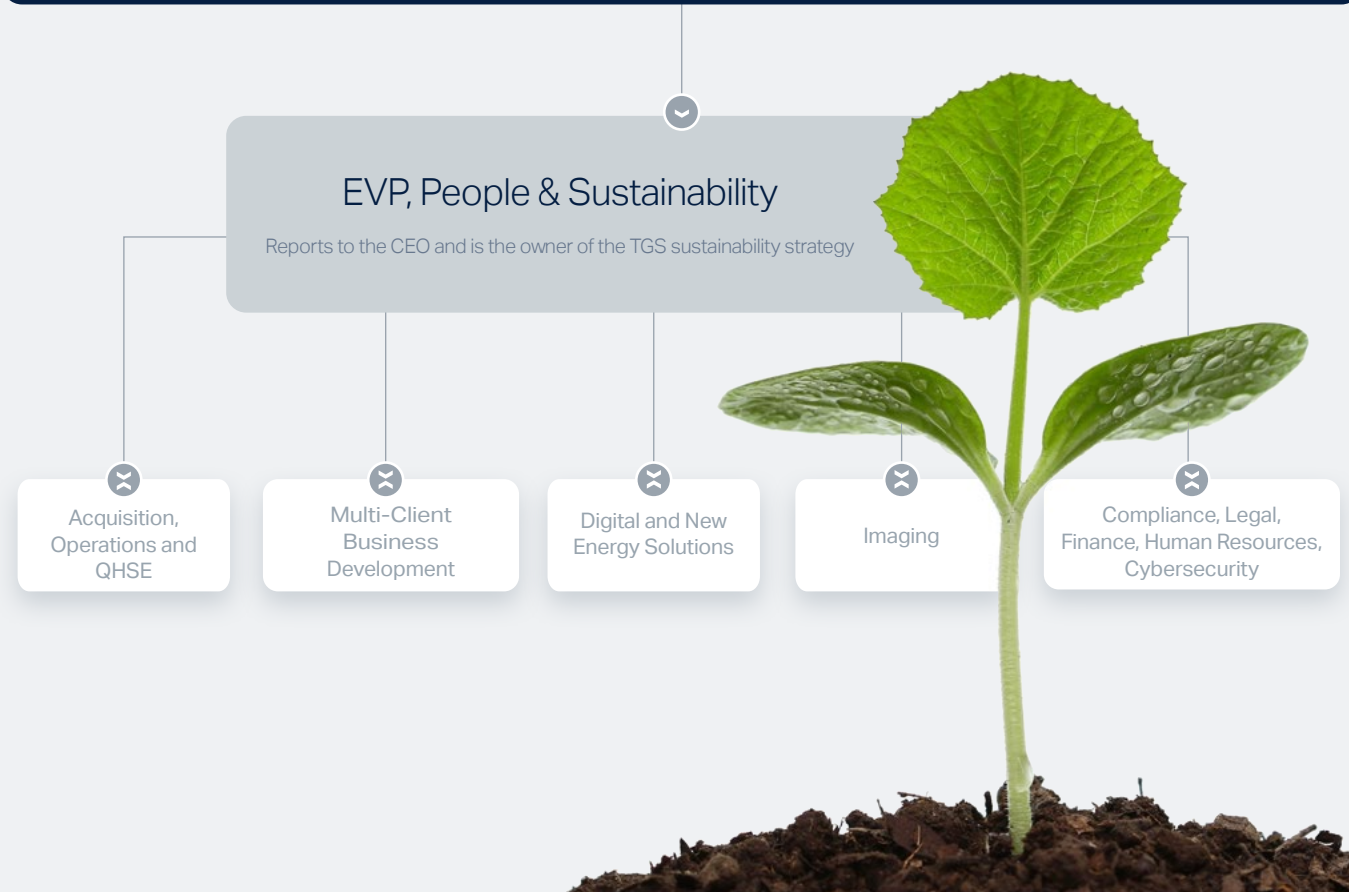 EVP, People & Sustainability
Reports to the CEO and is the owner of the TGS sustainability strategy
Acquisition,
Operations and
QHSE
Multi-Client
Business
Development
Digital and New
Energy Solutions
Imaging
Compliance, Legal,
Finance, Human Resources,
Cybersecurity